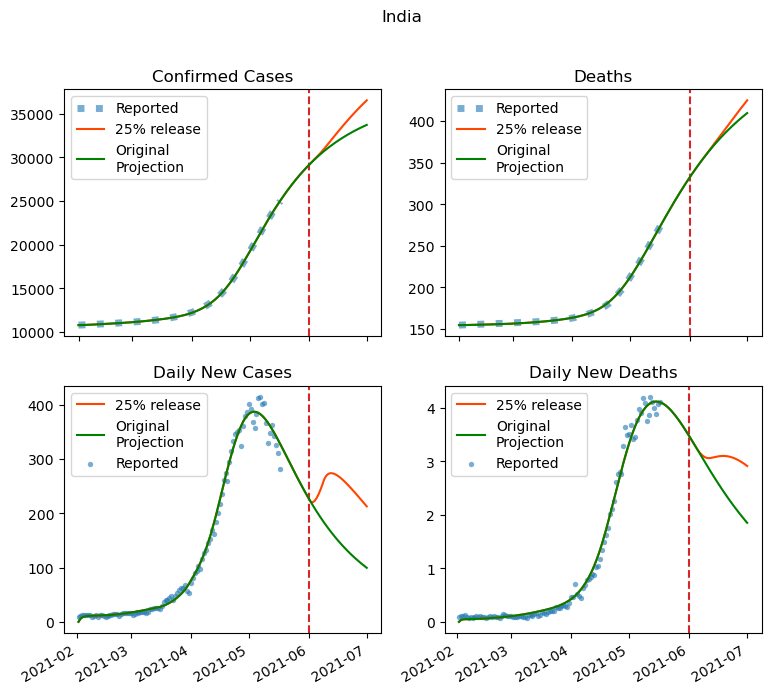 India
Confirmed Cases
Reported
25% release
Original
Projection
35000
30000
25000
20000
15000
10000
Deaths
Reported
25% release
Original
Projection
400
350
300
250
200
150
Daily New Cases
25% release
Original
Projection
Reported
400
300
200
100
0
2021-02
2021-03
2021-04
2021-05
2021-06
2021-07
Daily New Deaths
25% release
Original
Projection
Reported
4
3
2
1
0
2021-02
2021-03
2021-04
2021-05
2021-06
2021-07